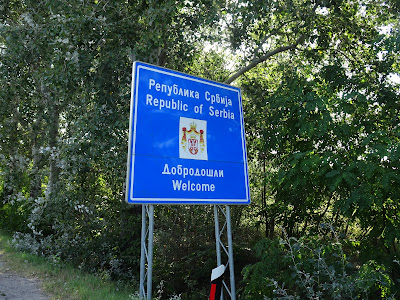 Република Србија
Republic of Serbia
Добродошли
Welcome